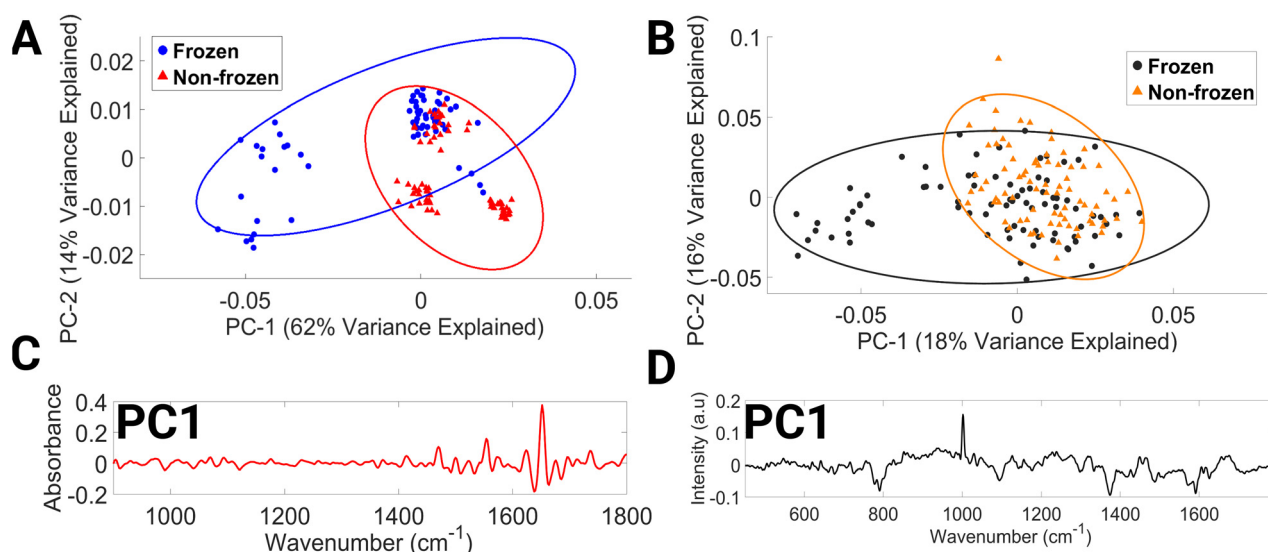 A
PC-2 (14% Variance Explained)
0.02
0.01
0
-0.01
-0.02
Frozen
Non-frozen
-0.05
0
0.05
PC-1 (62% Variance Explained)
B
PC-2 (16% Variance Explained)
0.1
0.05
0
-0.05
Frozen
Non-frozen
-0.05
0
0.05
PC-1 (18% Variance Explained)
C
Absorbance
0.4
0.2
0
-0.2
PC1
1000
1200
1400
1600
1800
Wavenumber (cm⁻¹)
D
Intensity (a.u)
0.2
0.1
0
-0.1
PC1
600
800
1000
1200
1400
1600
Wavenumber (cm⁻¹)